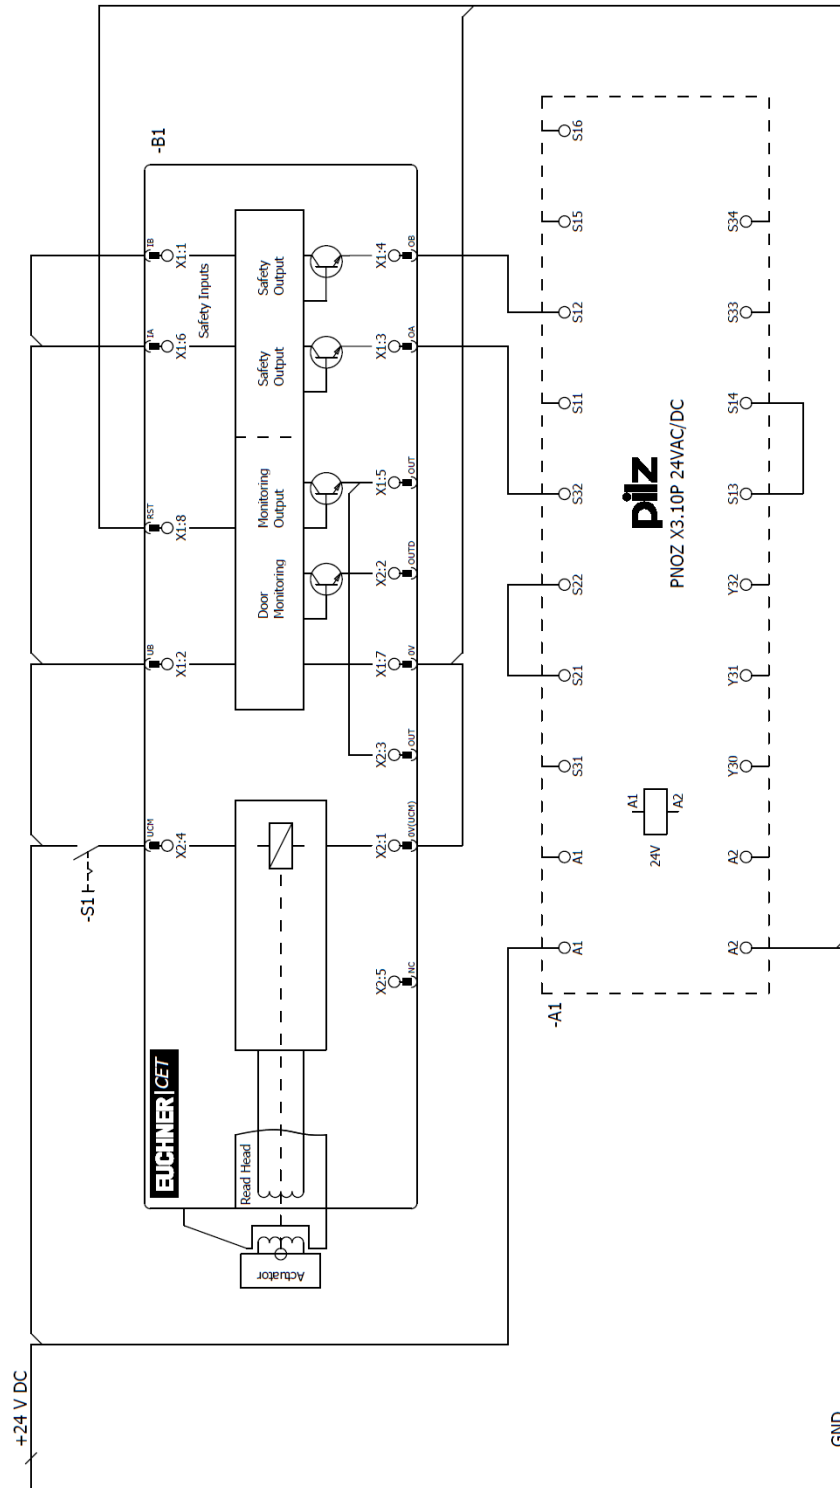 +24 V DC
-S1
-B1
UCM UB RST IA IB
EUCHNER CET
X2:4 X1:2 X1:8 X1:6 X1:1
Safety Inputs
Read Head
Actuator
Door
Monitoring
Monitoring
Output
Safety
Output
Safety
Output
X2:5 X2:1 X2:3 X1:7 X2:2 X1:5 X1:3 X1:4
NC 0V(UCM) OUT 0V OUTD OUT OA OB
-A1
A1 A1 S31 S21 S22 S32 S11 S12 S15 S16
A1
24V
A2
pilz
PNOZ X3.10P 24VAC/DC
A2 A2 Y30 Y31 Y32 S13 S14 S33 S34
GND